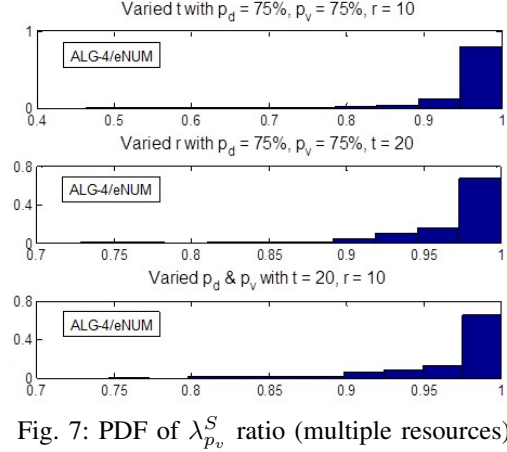 Varied t with p_d = 75%, p_v = 75%, r = 10
1
ALG-4/eNUM
0
0.4 0.5 0.6 0.7 0.8 0.9 1
Varied r with p_d = 75%, p_v = 75%, t = 20
0.8
ALG-4/eNUM
0.4
0
0.7 0.75 0.8 0.85 0.9 0.95 1
Varied p_d & p_v with t = 20, r = 10
0.8
ALG-4/eNUM
0.4
0
0.7 0.75 0.8 0.85 0.9 0.95 1
Fig. 7: PDF of λ^S_{p_v} ratio (multiple resources)